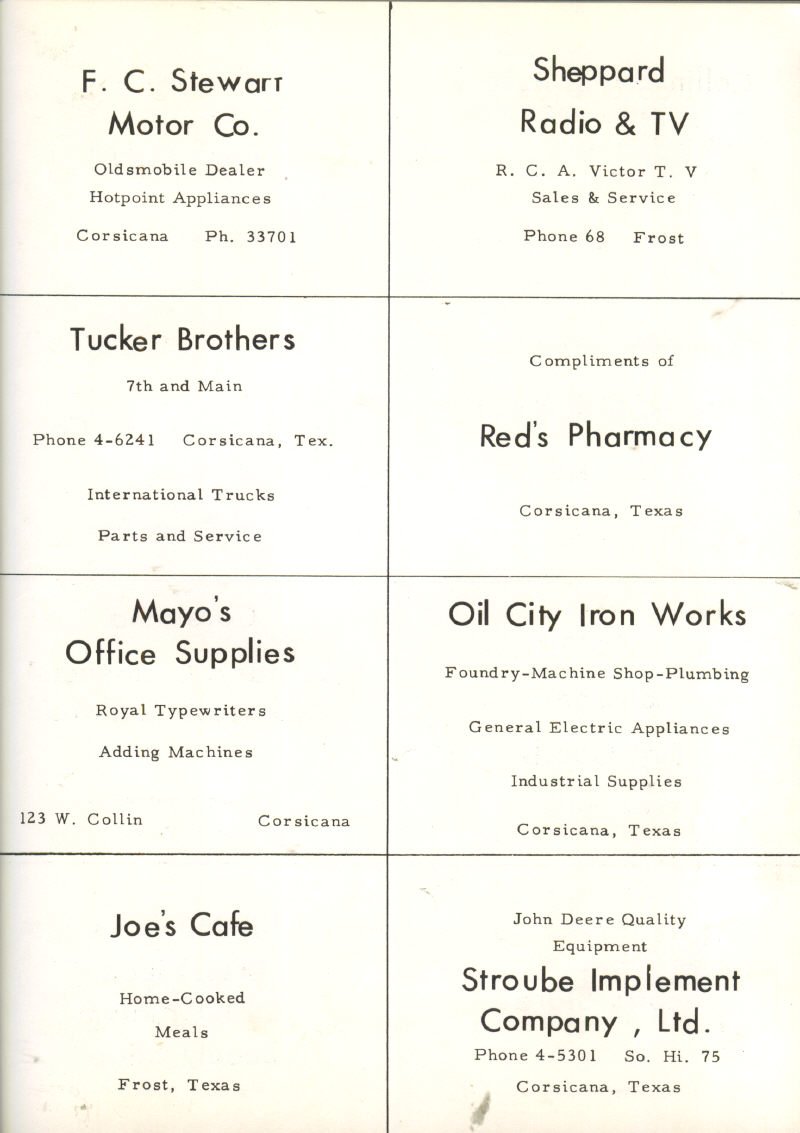 F. C. Stewart
Motor Co.
Oldsmobile Dealer
Hotpoint Appliances
Corsicana Ph. 33701
Sheppard
Radio & TV
R. C. A. Victor T. V
Sales & Service
Phone 68 Frost
Tucker Brothers
7th and Main
Phone 4-6241 Corsicana, Tex.
International Trucks
Parts and Service
Compliments of
Red's Pharmacy
Corsicana, Texas
Mayo's
Office Supplies
Royal Typewriters
Adding Machines
123 W. Collin Corsicana
Oil City Iron Works
Foundry-Machine Shop-Plumbing
General Electric Appliances
Industrial Supplies
Corsicana, Texas
Joe's Cafe
Home-Cooked
Meals
Frost, Texas
John Deere Quality
Equipment
Stroube Implement
Company , Ltd.
Phone 4-5301 So. Hi. 75
Corsicana, Texas